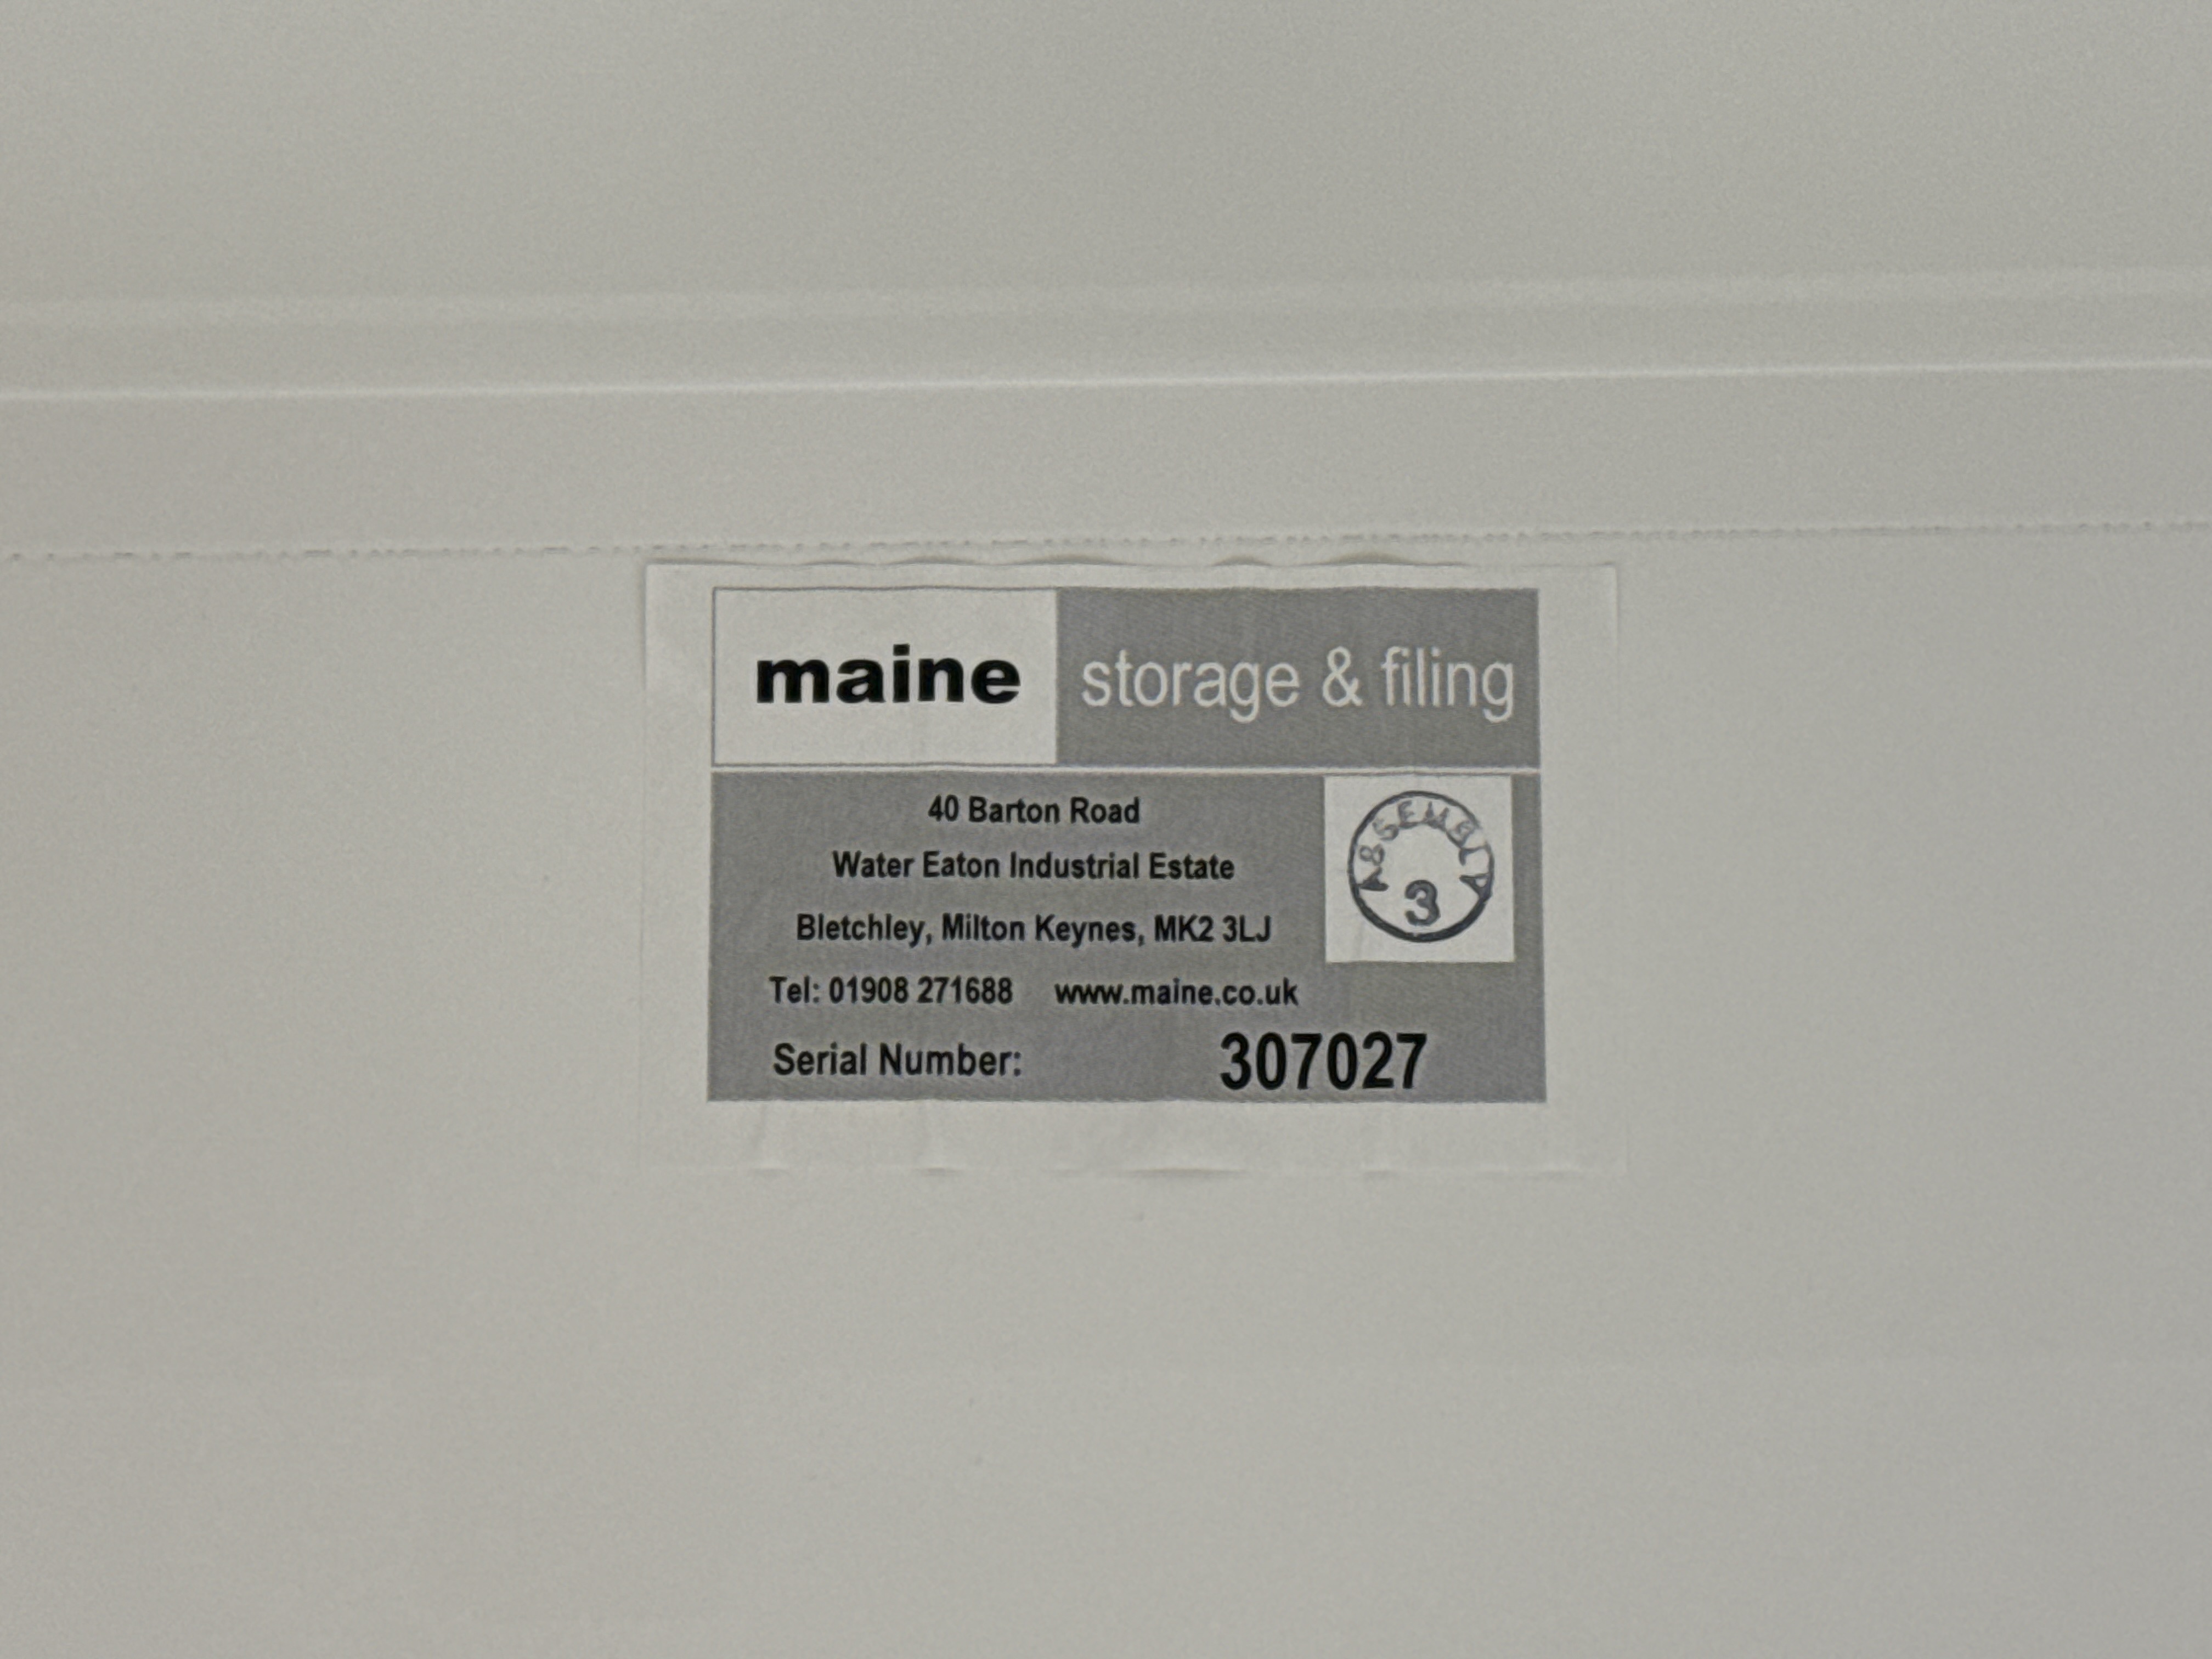 maine storage & filing
40 Barton Road
Water Eaton Industrial Estate
Bletchley, Milton Keynes, MK2 3LJ
Tel: 01908 271688 www.maine.co.uk
Serial Number: 307027
ASSEMBLY
3